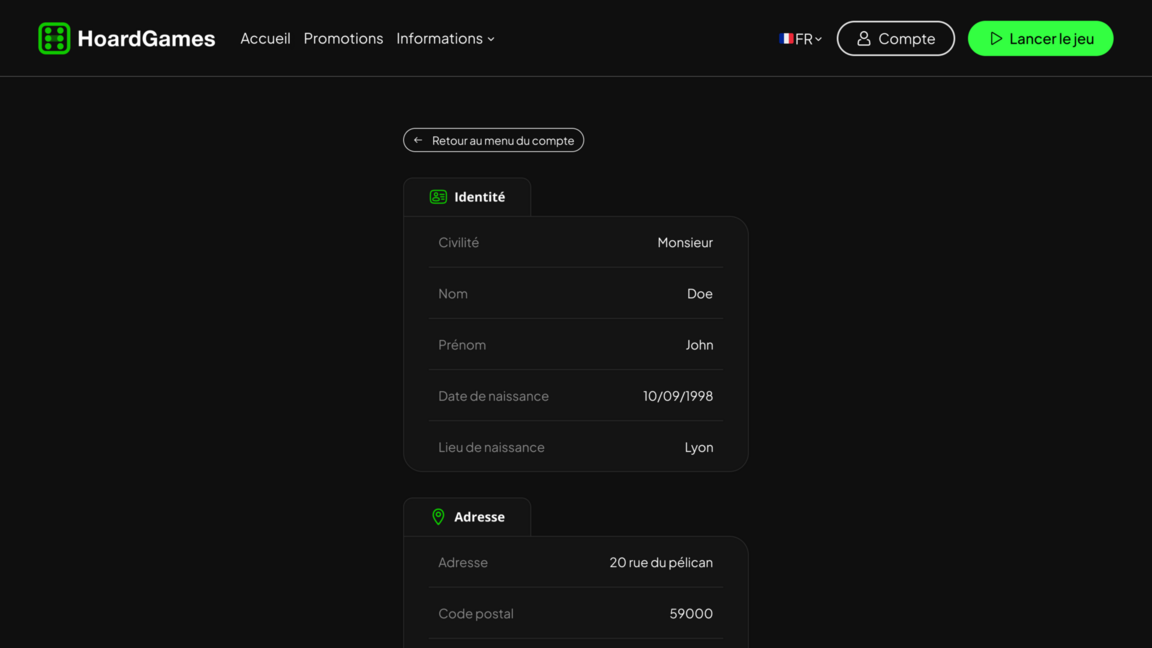 HoardGames Accueil Promotions Informations FR Compte Lancer le jeu
Retour au menu du compte
Identité
Civilité Monsieur
Nom Doe
Prénom John
Date de naissance 10/09/1998
Lieu de naissance Lyon
Adresse
Adresse 20 rue du pélican
Code postal 59000